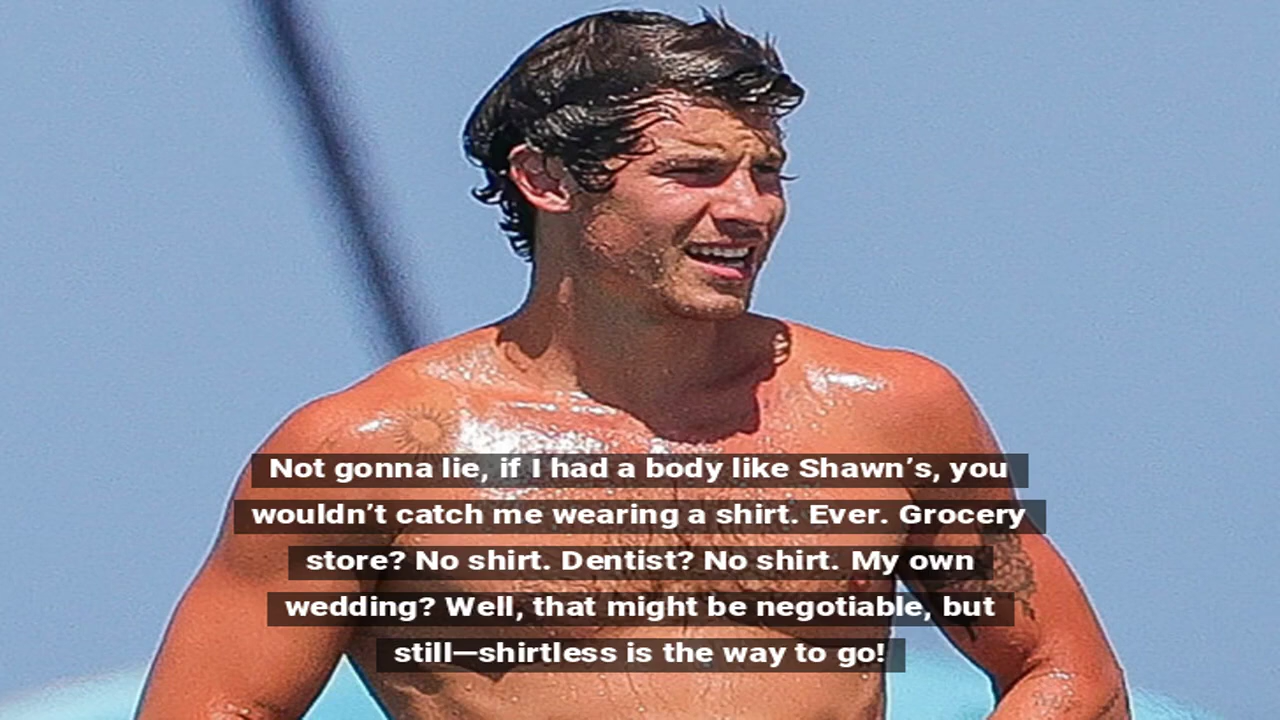 Not gonna lie, if I had a body like Shawn’s, you
wouldn’t catch me wearing a shirt. Ever. Grocery
store? No shirt. Dentist? No shirt. My own
wedding? Well, that might be negotiable, but
still—shirtless is the way to go!